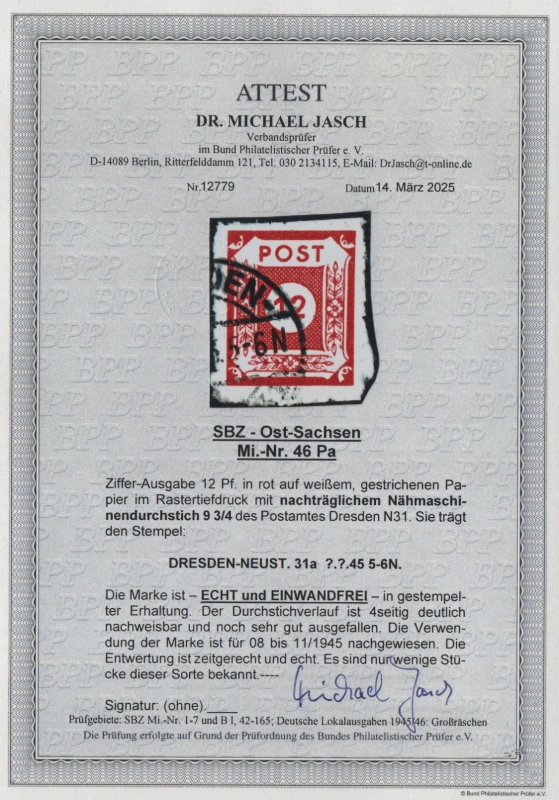 ATTEST
DR. MICHAEL JASCH
Verbandsprüfer
im Bund Philatelistischer Prüfer e. V.
D-14089 Berlin, Ritterfelddamm 121, Tel. 030 2134115, E-Mail: DrJasch@t-online.de
Nr.12779 Datum14. März 2025
POST
DEN-
12
5-6N
SBZ - Ost-Sachsen
Mi.-Nr. 46 Pa
Ziffer-Ausgabe 12 Pf. in rot auf weißem, gestrichenen Pa-
pier im Rastertiefdruck mit nachträglichem Nähmaschi-
nendurchstich 9 3/4 des Postamtes Dresden N31. Sie trägt
den Stempel:
DRESDEN-NEUST. 31a ?.?.45 5-6N.
Die Marke ist – ECHT und EINWANDFREI – in gestempel-
ter Erhaltung. Der Durchstichverlauf ist 4seitig deutlich
nachweisbar und noch sehr gut ausgefallen. Die Verwen-
dung der Marke ist für 08 bis 11/1945 nachgewiesen. Die
Entwertung ist zeitgerecht und echt. Es sind nur wenige Stü-
cke dieser Sorte bekannt.----
Michael Jasch
Signatur: (ohne).____
Prüfgebiete: SBZ Mi.-Nr. 1-7 und B I, 42-165; Deutsche Lokalausgaben 1945/46: Großräschen
Die Prüfung erfolgte auf Grund der Prüfordnung des Bundes Philatelistischer Prüfer e.V.
© Bund Philatelistischer Prüfer e.V.